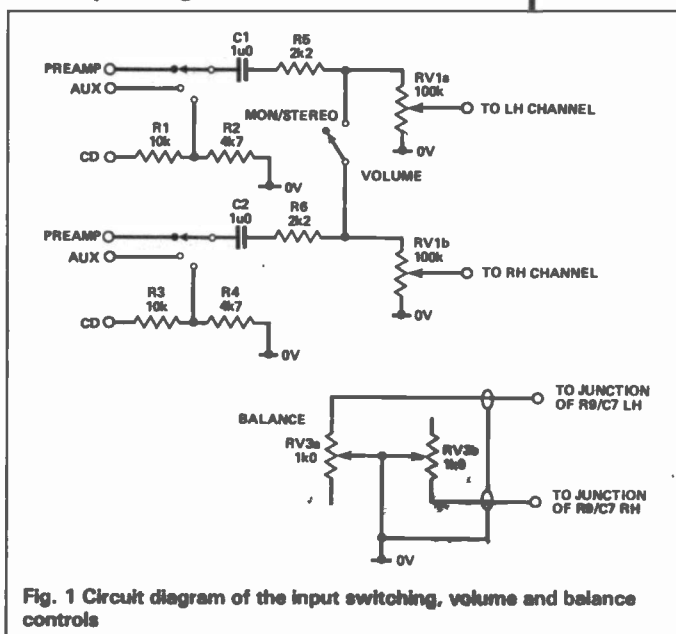 C1
1u0
R5
2k2
PREAMP
AUX
RV1a
100k
TO LH CHANNEL
MON/STEREO
R1
10k
R2
4k7
CD
0V
0V
VOLUME
C2
1u0
R6
2k2
PREAMP
AUX
RV1b
100k
TO RH CHANNEL
R3
10k
R4
4k7
0V
CD
0V
TO JUNCTION
OF R9/C7 LH
BALANCE
RV3a
1k0
RV3b
1k0
TO JUNCTION
OF R9/C7 RH
0V
Fig. 1 Circuit diagram of the input switching, volume and balance
controls